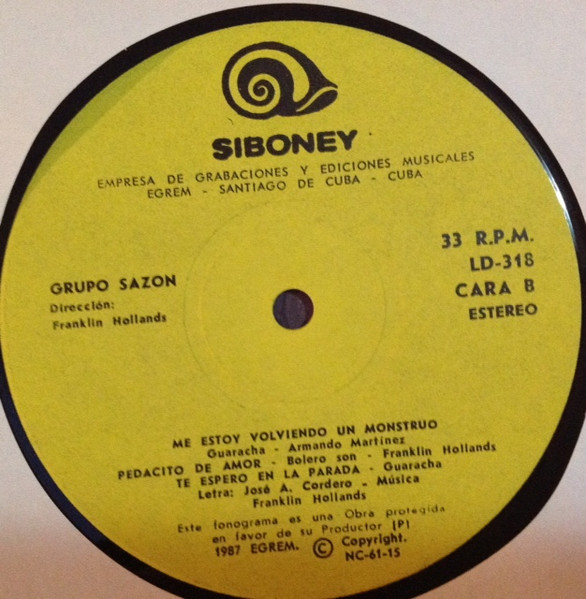 SIBONEY
EMPRESA DE GRABACIONES Y EDICIONES MUSICALES
EGREM - SANTIAGO DE CUBA - CUBA
33 R.P.M.
LD-318
CARA B
ESTEREO
GRUPO SAZON
Dirección:
Franklin Hollands
ME ESTOY VOLVIENDO UN MONSTRUO
Guaracha - Armando Martínez
PEDACITO DE AMOR - Bolero son - Franklin Hollands
TE ESPERO EN LA PARADA - Guaracha
Letra: José A. Cordero - Música
Franklin Hollands
Este fonograma es una Obra protegida
en favor de su Productor (P)
1987 EGREM. © Copyright.
NC-61-15